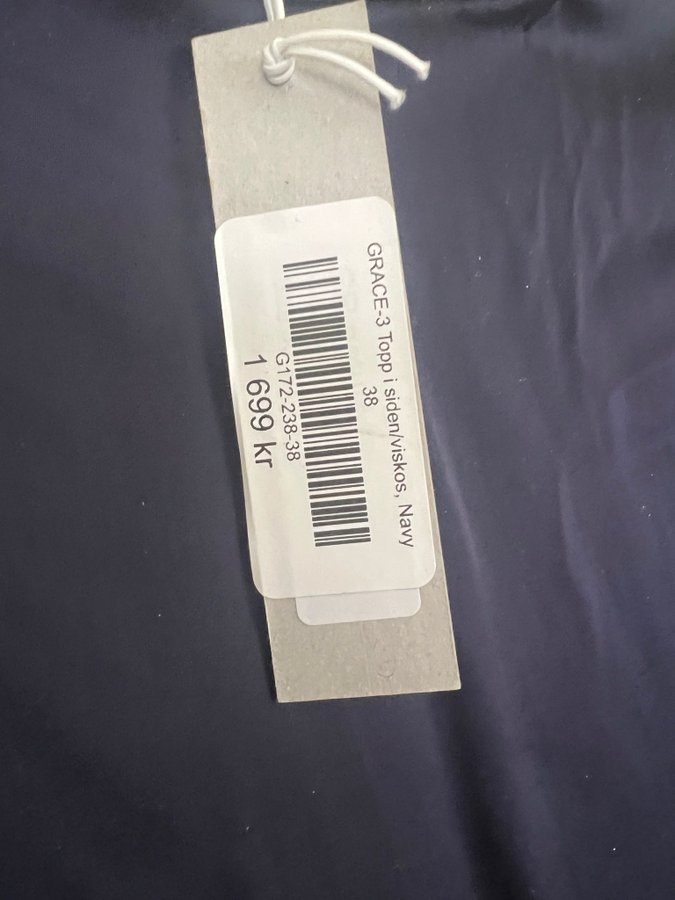 GRACE-3 Topp i siden/viskos, Navy
38
G172-238-38
1 699 kr